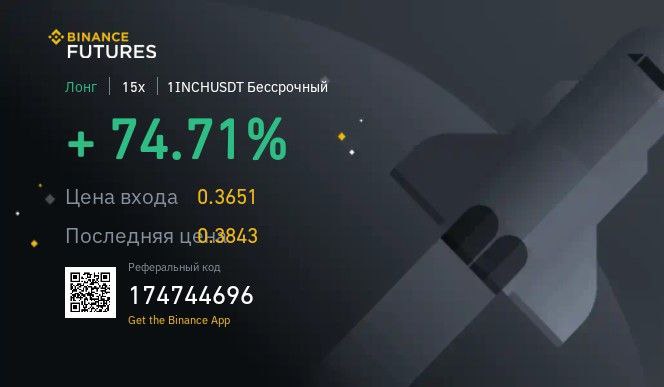 BINANCE
FUTURES
Лонг 15x 1INCHUSDT Бессрочный
+ 74.71%
Цена входа 0.3651
Последняя цена 0.3843
Реферальный код
174744696
Get the Binance App